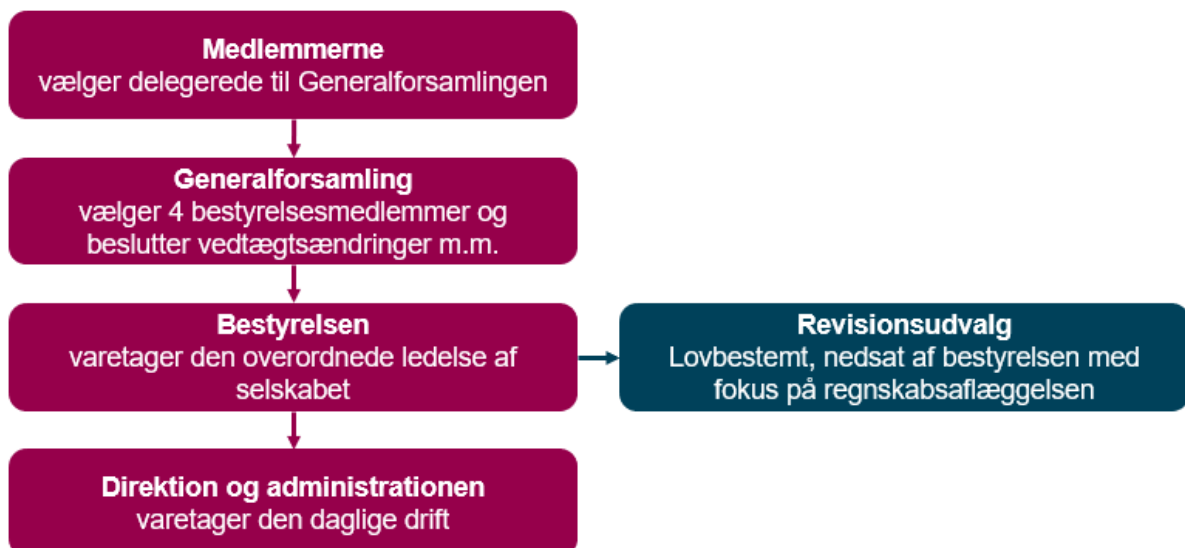 Medlemmerne
vælger delegerede til Generalforsamlingen
Generalforsamling
vælger 4 bestyrelsesmedlemmer og
beslutter vedtægtsændringer m.m.
Bestyrelsen
varetager den overordnede ledelse af
selskabet
Revisionsudvalg
Lovbestemt, nedsat af bestyrelsen med
fokus på regnskabsaflæggelsen
Direktion og administrationen
varetager den daglige drift